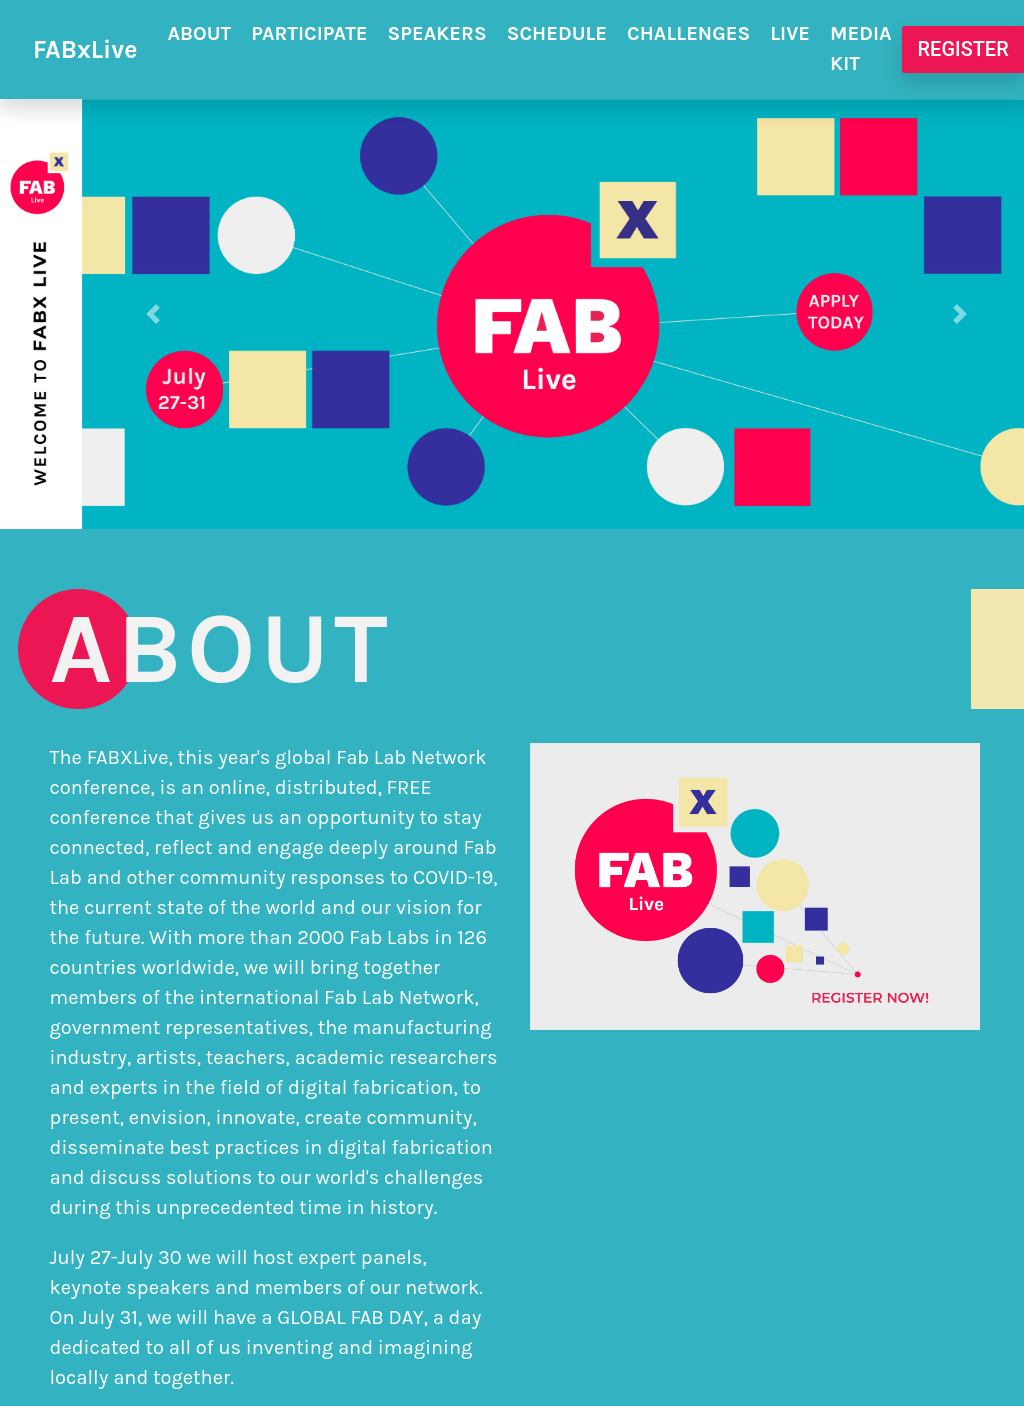 FABxLive
ABOUT
PARTICIPATE
SPEAKERS
SCHEDULE
CHALLENGES
LIVE
MEDIA
KIT
REGISTER
X
FAB
Live
WELCOME TO FABX LIVE
X
FAB
Live
APPLY
TODAY
July
27-31
ABOUT
The FABXLive, this year's global Fab Lab Network
conference, is an online, distributed, FREE
conference that gives us an opportunity to stay
connected, reflect and engage deeply around Fab
Lab and other community responses to COVID-19,
the current state of the world and our vision for
the future. With more than 2000 Fab Labs in 126
countries worldwide, we will bring together
members of the international Fab Lab Network,
government representatives, the manufacturing
industry, artists, teachers, academic researchers
and experts in the field of digital fabrication, to
present, envision, innovate, create community,
disseminate best practices in digital fabrication
and discuss solutions to our world's challenges
during this unprecedented time in history.
July 27-July 30 we will host expert panels,
keynote speakers and members of our network.
On July 31, we will have a GLOBAL FAB DAY, a day
dedicated to all of us inventing and imagining
locally and together.
X
FAB
Live
REGISTER NOW!